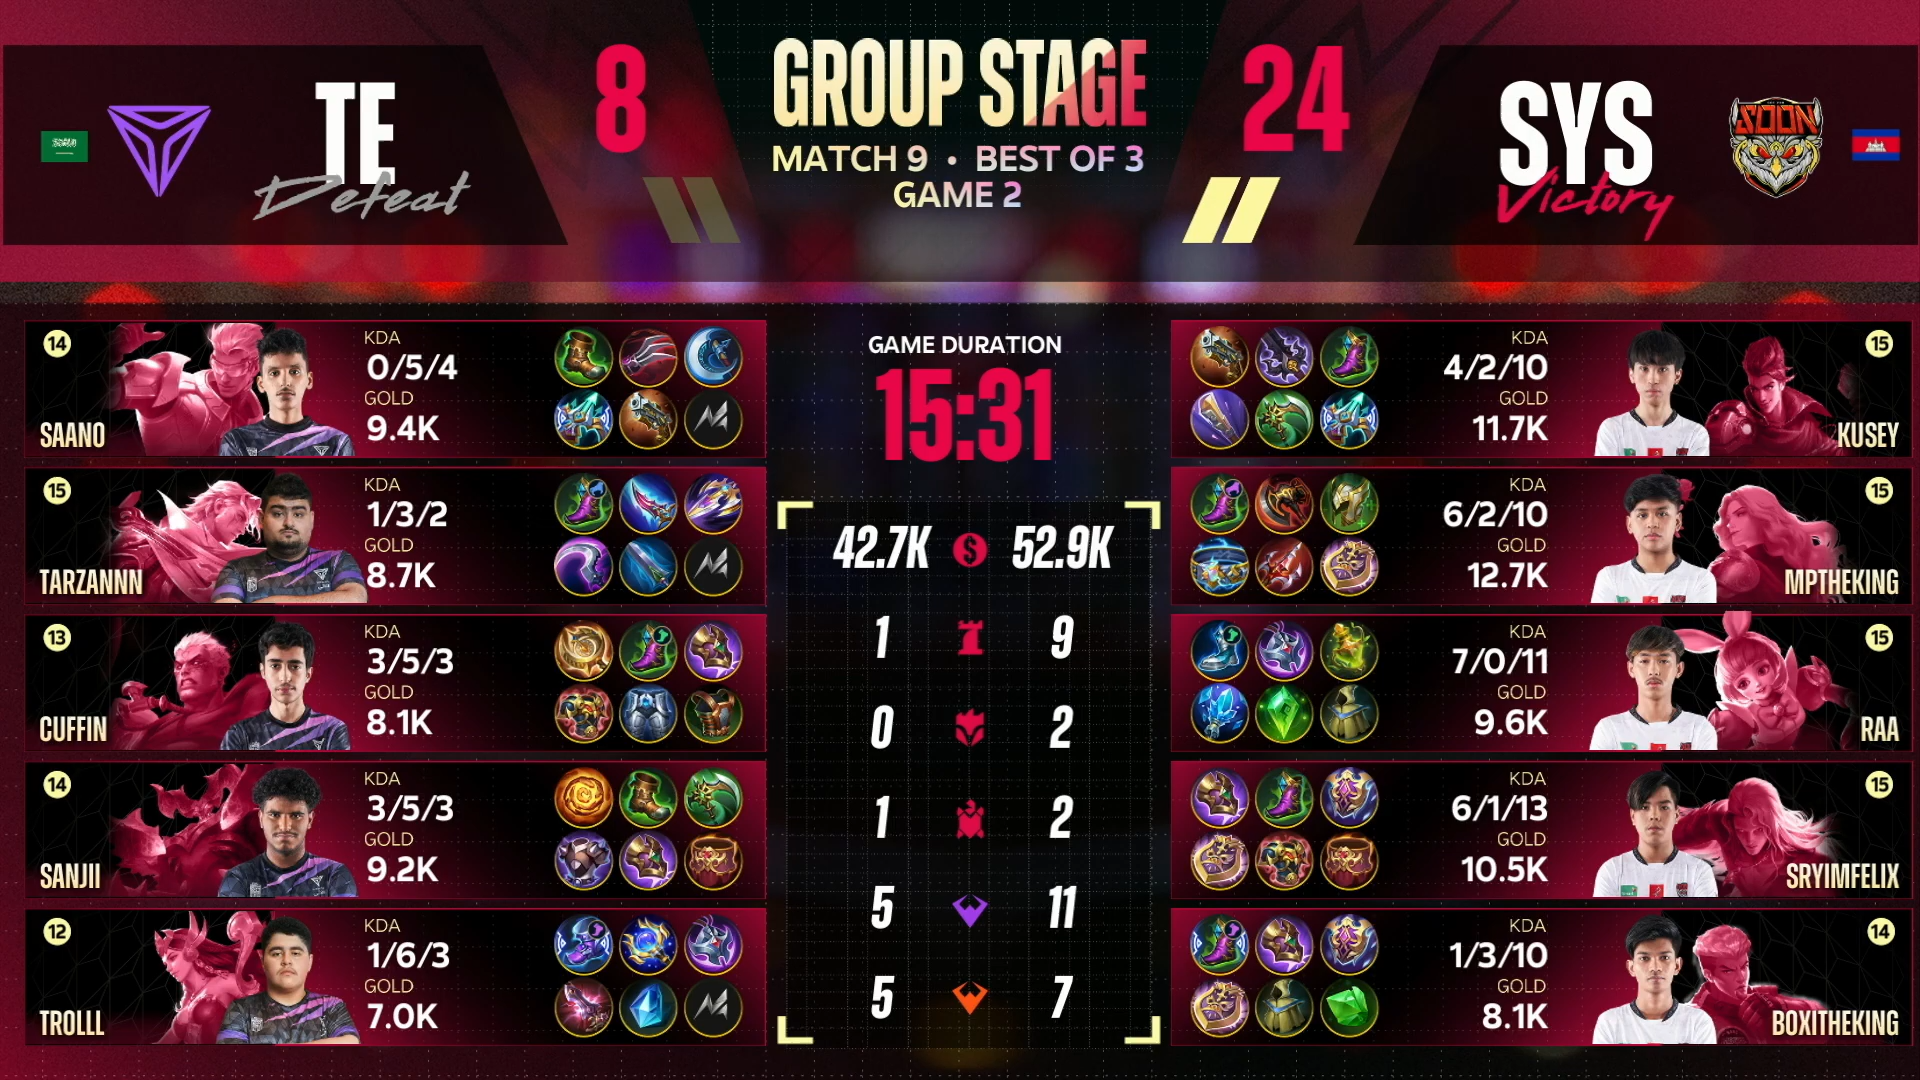 TE
Defeat
8
GROUP STAGE
MATCH 9 • BEST OF 3
GAME 2
24
SYS
Victory
SOON
14
SAANO
KDA
0/5/4
GOLD
9.4K
15
TARZANNN
KDA
1/3/2
GOLD
8.7K
13
CUFFIN
KDA
3/5/3
GOLD
8.1K
14
SANJII
KDA
3/5/3
GOLD
9.2K
12
TROLLL
KDA
1/6/3
GOLD
7.0K
GAME DURATION
15:31
42.7K $ 52.9K
1 9
0 2
1 2
5 11
5 7
KDA
4/2/10
GOLD
11.7K
15
KUSEY
KDA
6/2/10
GOLD
12.7K
15
MPTHEKING
KDA
7/0/11
GOLD
9.6K
15
RAA
KDA
6/1/13
GOLD
10.5K
15
SRYIMFELIX
KDA
1/3/10
GOLD
8.1K
14
BOXITHEKING